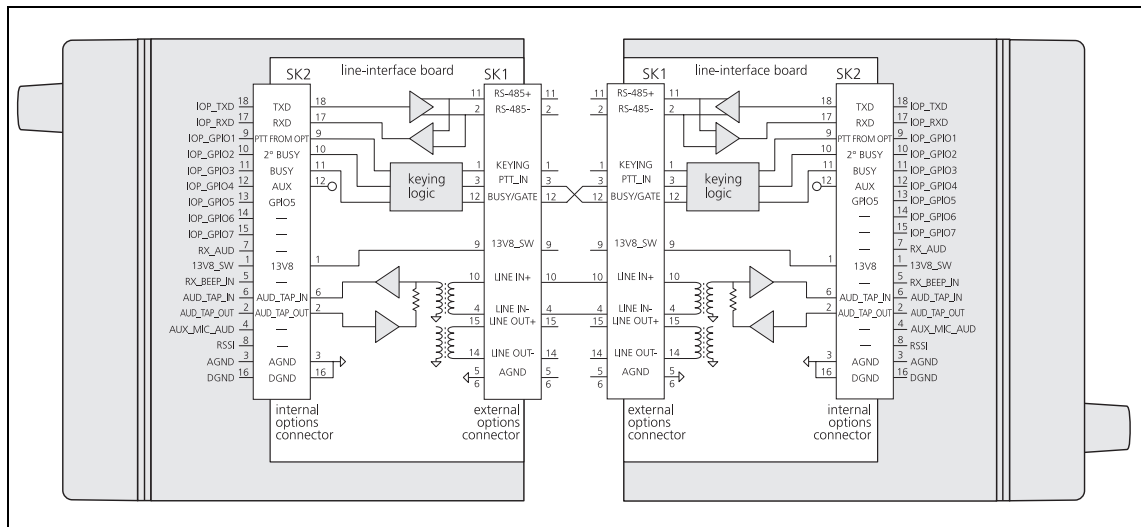 SK2 line-interface board SK1
SK1 line-interface board SK2
IOP_TXD 18 TXD 18 11 RS-485+ 11
IOP_RXD 17 RXD 17 2 RS-485- 2
IOP_GPIO1 9 PTT FROM OPT 9
IOP_GPIO2 10 2° BUSY 10 1 KEYING 1
IOP_GPIO3 11 BUSY 11 3 PTT_IN 3
IOP_GPIO4 12 AUX 12 12 BUSY/GATE 12
keying
logic
IOP_GPIO5 13 GPIO5
IOP_GPIO6 14 —
IOP_GPIO7 15 —
RX_AUD 7 — 9 13V8_SW 9
13V8_SW 1 13V8 1
RX_BEEP_IN 5 — 10 LINE IN+ 10
AUD_TAP_IN 6 AUD_TAP_IN 6
AUD_TAP_OUT 2 AUD_TAP_OUT 2 4 LINE IN- 4
AUX_MIC_AUD 4 — 15 LINE OUT+ 15
RSSI 8 — 14 LINE OUT- 14
AGND 3 AGND 3 5 AGND 5
DGND 16 DGND 16 6 6
internal
options
connector
external
options
connector
11 RS-485+ 11 18 TXD 18 IOP_TXD
2 RS-485- 2 17 RXD 17 IOP_RXD
9 PTT FROM OPT 9 IOP_GPIO1
1 KEYING 1 10 2° BUSY 10 IOP_GPIO2
3 PTT_IN 3 11 BUSY 11 IOP_GPIO3
12 BUSY/GATE 12 12 AUX 12 IOP_GPIO4
keying
logic
GPIO5 13 IOP_GPIO5
— 14 IOP_GPIO6
— 15 IOP_GPIO7
9 13V8_SW 9 — 7 RX_AUD
1 13V8 1 13V8_SW
10 LINE IN+ 10 — 5 RX_BEEP_IN
6 AUD_TAP_IN 6 AUD_TAP_IN
4 LINE IN- 4 2 AUD_TAP_OUT 2 AUD_TAP_OUT
15 LINE OUT+ 15 — 4 AUX_MIC_AUD
14 LINE OUT- 14 — 8 RSSI
5 AGND 5 3 AGND 3 AGND
6 6 16 DGND 16 DGND
external
options
connector
internal
options
connector